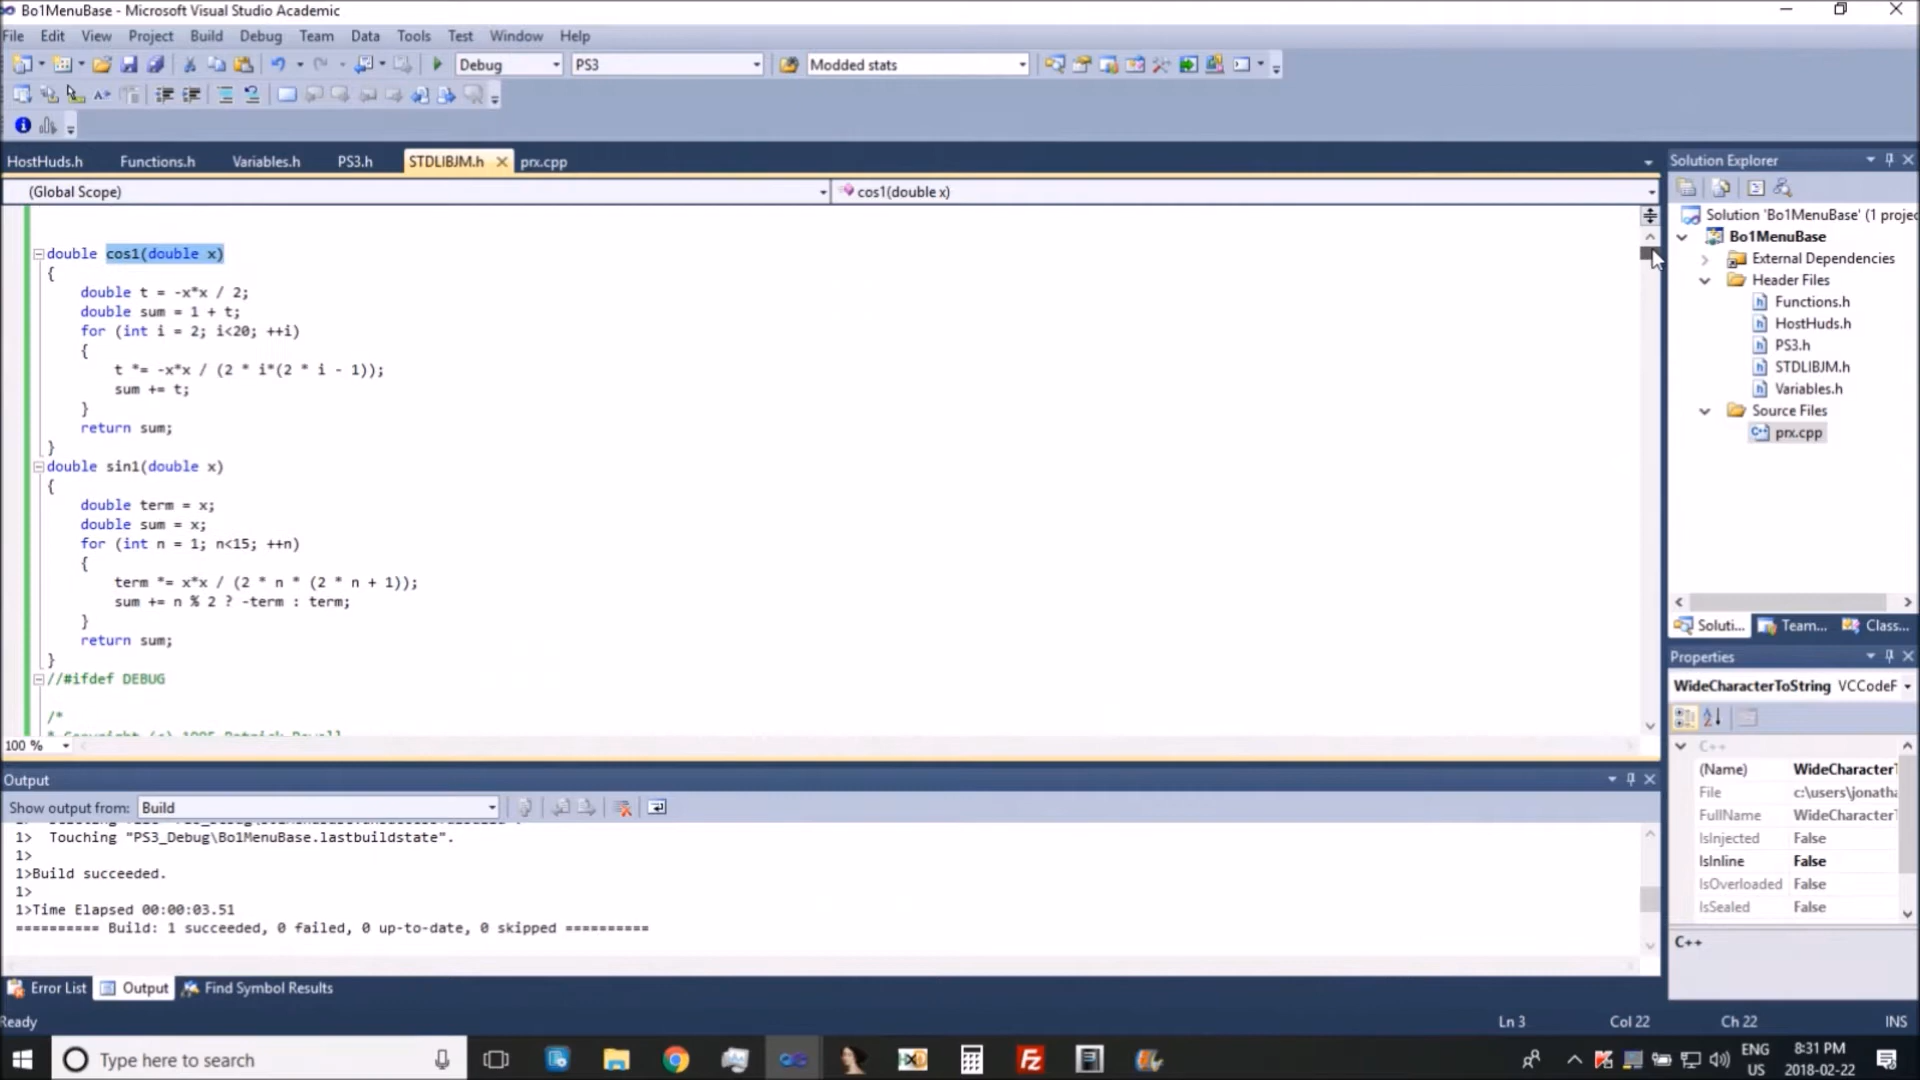 Bo1MenuBase - Microsoft Visual Studio Academic
File Edit View Project Build Debug Team Data Tools Test Window Help
Debug PS3 Modded stats
HostHuds.h Functions.h Variables.h PS3.h STDLIBJM.h prx.cpp
(Global Scope) cos1(double x)
double cos1(double x)
{
double t = -x*x / 2;
double sum = 1 + t;
for (int i = 2; i<20; ++i)
{
t *= -x*x / (2 * i*(2 * i - 1));
sum += t;
}
return sum;
}
double sin1(double x)
{
double term = x;
double sum = x;
for (int n = 1; n<15; ++n)
{
term *= x*x / (2 * n * (2 * n + 1));
sum += n % 2 ? -term : term;
}
return sum;
}
//#ifdef DEBUG
/*
100 %
Output
Show output from: Build
1> Touching "PS3_Debug\Bo1MenuBase.lastbuildstate".
1>
1>Build succeeded.
1>
1>Time Elapsed 00:00:03.51
========== Build: 1 succeeded, 0 failed, 0 up-to-date, 0 skipped ==========
Error List Output Find Symbol Results
Solution Explorer
Solution 'Bo1MenuBase' (1 projec
Bo1MenuBase
External Dependencies
Header Files
Functions.h
HostHuds.h
PS3.h
STDLIBJM.h
Variables.h
Source Files
prx.cpp
Soluti... Team... Class...
Properties
WideCharacterToString VCCodeF
C++
(Name) WideCharacterT
File c:\users\jonatha
FullName WideCharacterT
IsInjected False
IsInline False
IsOverloaded False
IsSealed False
C++
Ready Ln 3 Col 22 Ch 22 INS
Type here to search
ENG
US
8:31 PM
2018-02-22